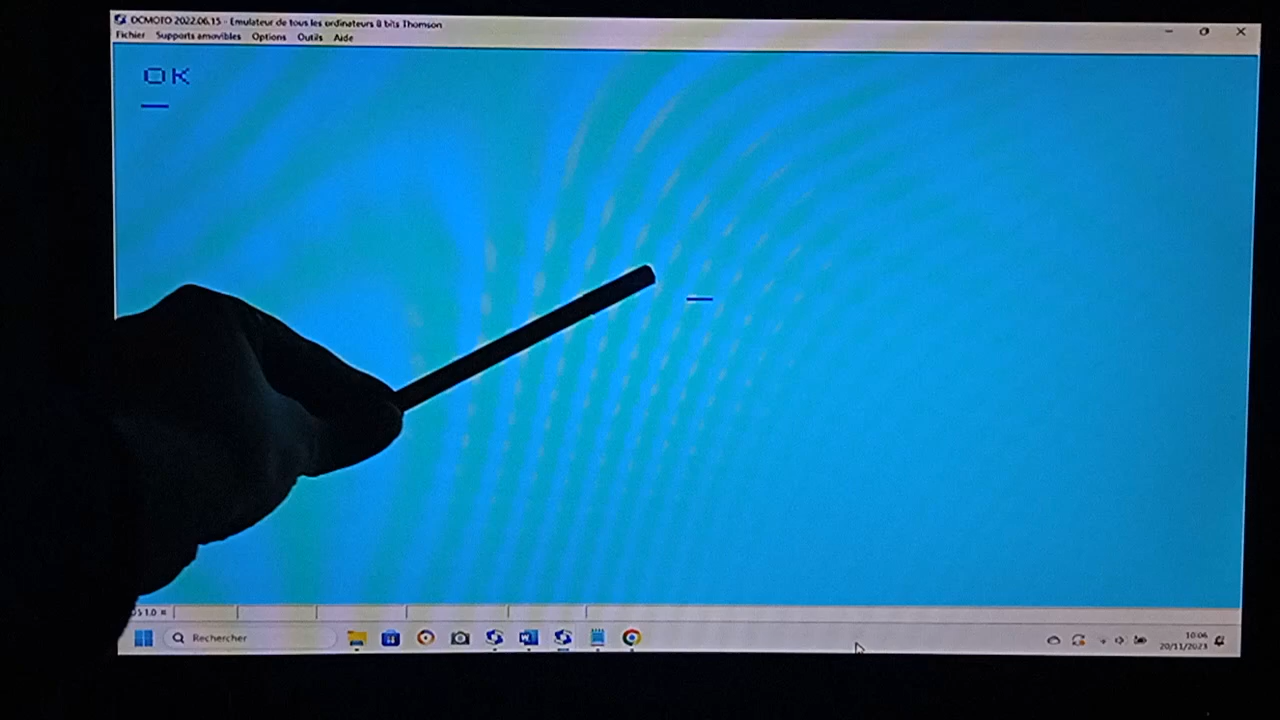 DCMOTO 2022.06.15 - Emulateur de tous les ordinateurs 8 bits Thomson
Fichier Supports amovibles Options Outils Aide
OK
Rechercher
10:06
20/11/2023